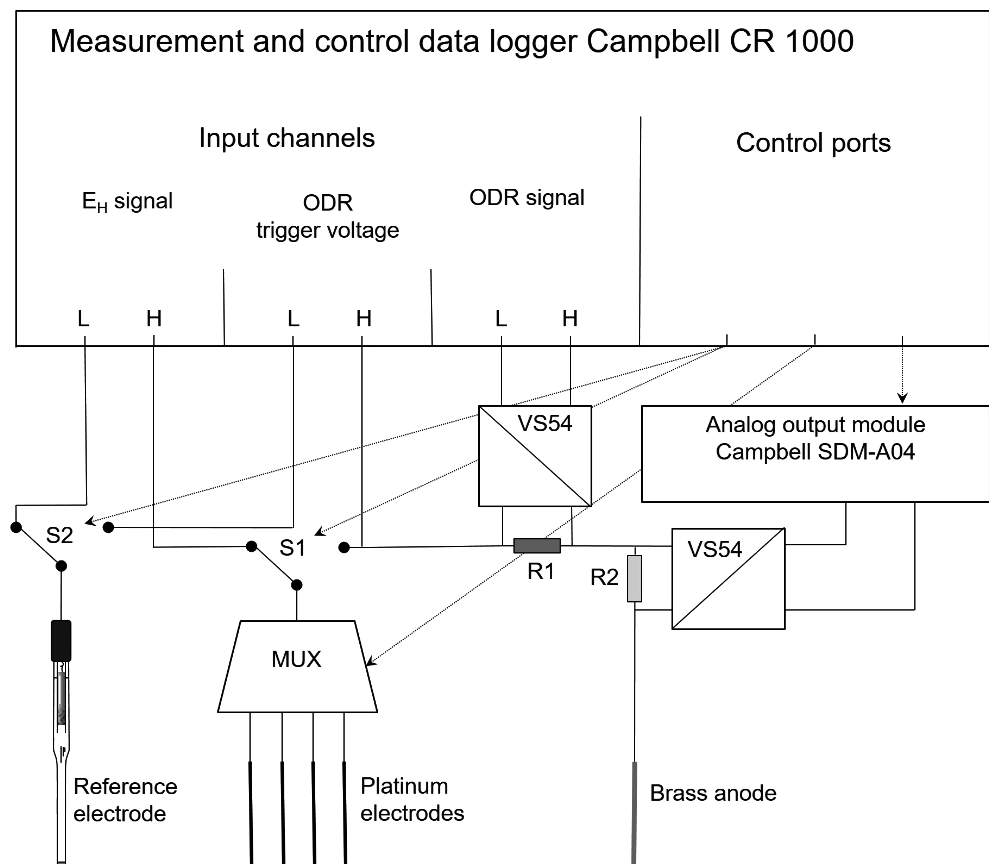 Measurement and control data logger Campbell CR 1000
Input channels
Control ports
EH signal
ODR
trigger voltage
ODR signal
L
H
L
H
L
H
VS54
Analog output module
Campbell SDM-A04
S2
S1
R1
R2
VS54
MUX
Reference
electrode
Platinum
electrodes
Brass anode